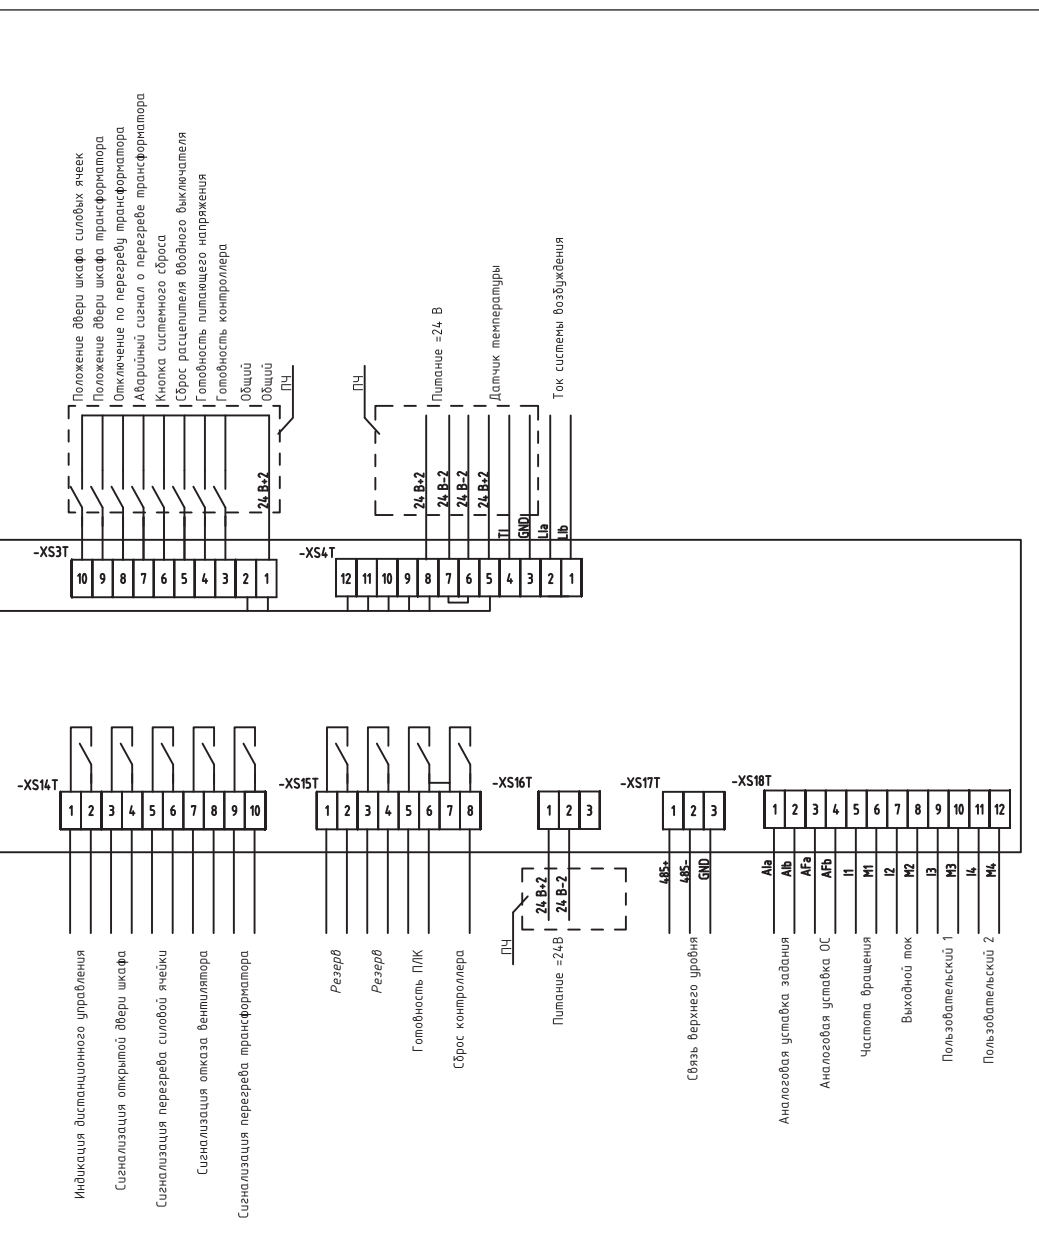 Положение двери шкафа силовых ячеек
Положение двери шкафа трансформатора
Отключение по перегреву трансформатора
Аварийный сигнал о перегреве трансформатора
Кнопка системного сброса
Сброс расцепителя вводного выключателя
Готовность питающего напряжения
Готовность контроллера
Общий
Общий
ПЧ
24 В+2
ПЧ
Питание =24 В
Датчик температуры
Ток системы возбуждения
24 В+2
24 В-2
24 В-2
24 В+2
TI
GND
LIa
LIb
-XS3T
10 9 8 7 6 5 4 3 2 1
-XS4T
12 11 10 9 8 7 6 5 4 3 2 1
-XS14T
1 2 3 4 5 6 7 8 9 10
-XS15T
1 2 3 4 5 6 7 8
-XS16T
1 2 3
-XS17T
1 2 3
-XS18T
1 2 3 4 5 6 7 8 9 10 11 12
24 В+2
24 В-2
ПЧ
485+
485-
GND
AIa
AIb
AFa
AFb
I1
M1
I2
M2
I3
M3
I4
M4
Индикация дистанционного управления
Сигнализация открытой двери шкафа
Сигнализация перегрева силовой ячейки
Сигнализация отказа вентилятора
Сигнализация перегрева трансформатора
Резерв
Резерв
Готовность ПЛК
Сброс контроллера
Питание =24В
Связь верхнего уровня
Аналоговая уставка задания
Аналоговая уставка ОС
Частота вращения
Выходной ток
Пользовательский 1
Пользовательский 2